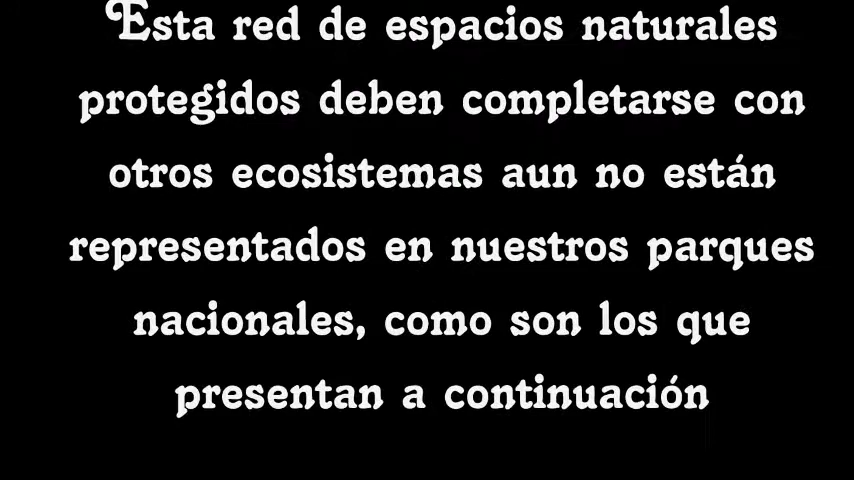 Esta red de espacios naturales
protegidos deben completarse con
otros ecosistemas aun no están
representados en nuestros parques
nacionales, como son los que
presentan a continuación